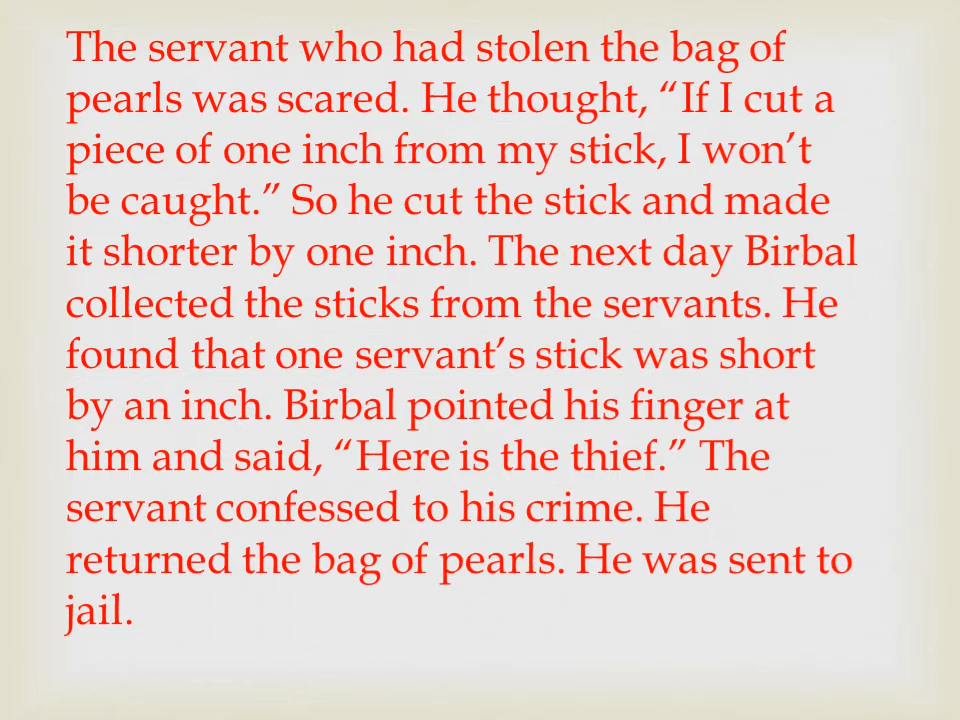 The servant who had stolen the bag of
pearls was scared. He thought, “If I cut a
piece of one inch from my stick, I won’t
be caught.” So he cut the stick and made
it shorter by one inch. The next day Birbal
collected the sticks from the servants. He
found that one servant’s stick was short
by an inch. Birbal pointed his finger at
him and said, “Here is the thief.” The
servant confessed to his crime. He
returned the bag of pearls. He was sent to
jail.